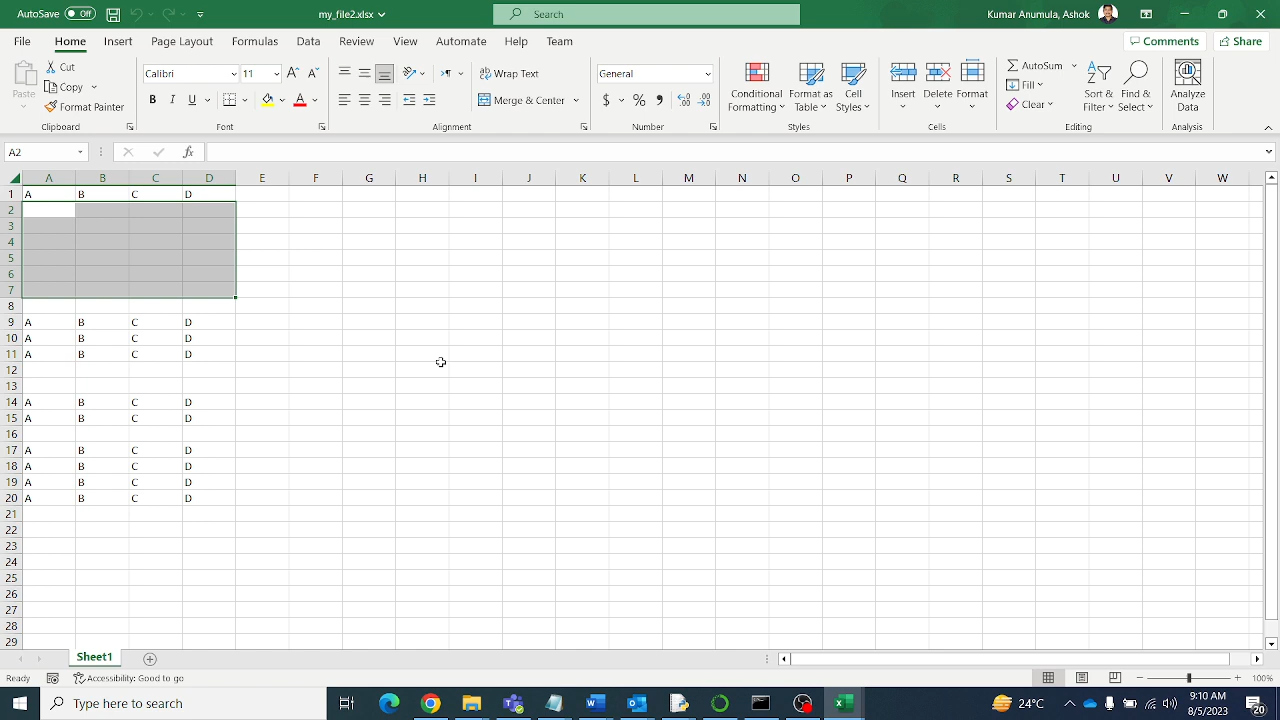 AutoSave Off my_file2.xlsx Search Kumar Anumula, Ashok
File Home Insert Page Layout Formulas Data Review View Automate Help Team Comments Share
Paste Cut Copy Format Painter Clipboard
Calibri 11 A A B I U A Font
ab Wrap Text Merge & Center Alignment
General $ % , Number
Conditional Formatting Format as Table Cell Styles Styles
Insert Delete Format Cells
AutoSum Fill Clear Sort & Filter Find & Select Editing
Analyze Data Analysis
A2 fx
A B C D E F G H I J K L M N O P Q R S T U V W
1 A B C D
2
3
4
5
6
7
8
9 A B C D
10 A B C D
11 A B C D
12
13
14 A B C D
15 A B C D
16
17 A B C D
18 A B C D
19 A B C D
20 A B C D
21
22
23
24
25
26
27
28
29
Sheet1
Ready Accessibility: Good to go 100%
Type here to search 21°C 5:10 AM
8/5/2023 20